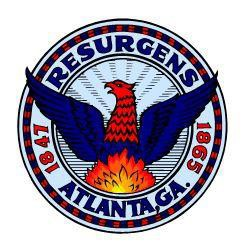 RESURGENS
1847
1865
ATLANTA, GA.